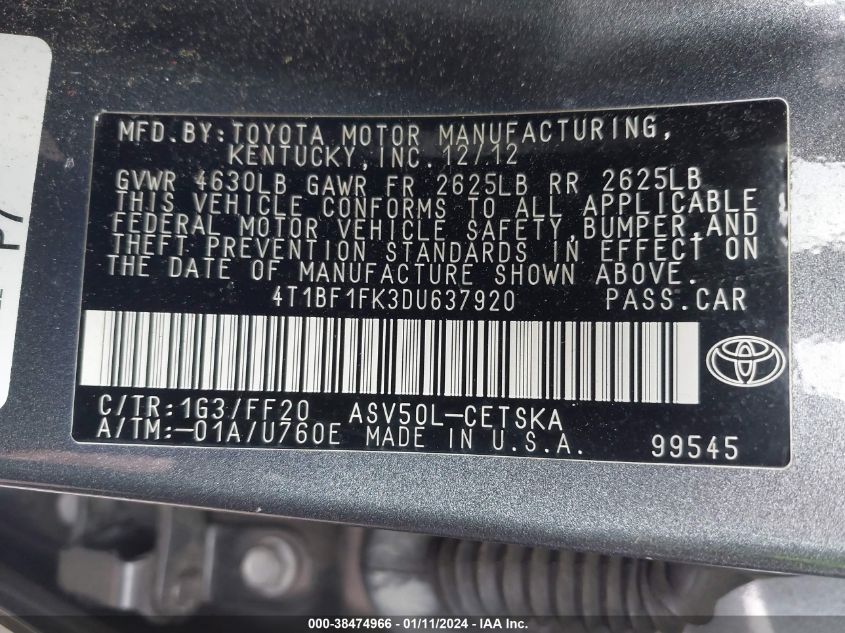 MFD.BY:TOYOTA MOTOR MANUFACTURING,
KENTUCKY,INC.12/12
GVWR 4630LB GAWR FR 2625LB RR 2625LB
THIS VEHICLE CONFORMS TO ALL APPLICABLE
FEDERAL MOTOR VEHICLE SAFETY,BUMPER,AND
THEFT PREVENTION STANDARDS IN EFFECT ON
THE DATE OF MANUFACTURE SHOWN ABOVE.
4T1BF1FK3DU637920 PASS.CAR
C/TR:1G3/FF20 ASV50L-CETSKA
A/TM:-01A/U760E MADE IN U.S.A. 99545
000-38474966 - 01/11/2024 - IAA Inc.